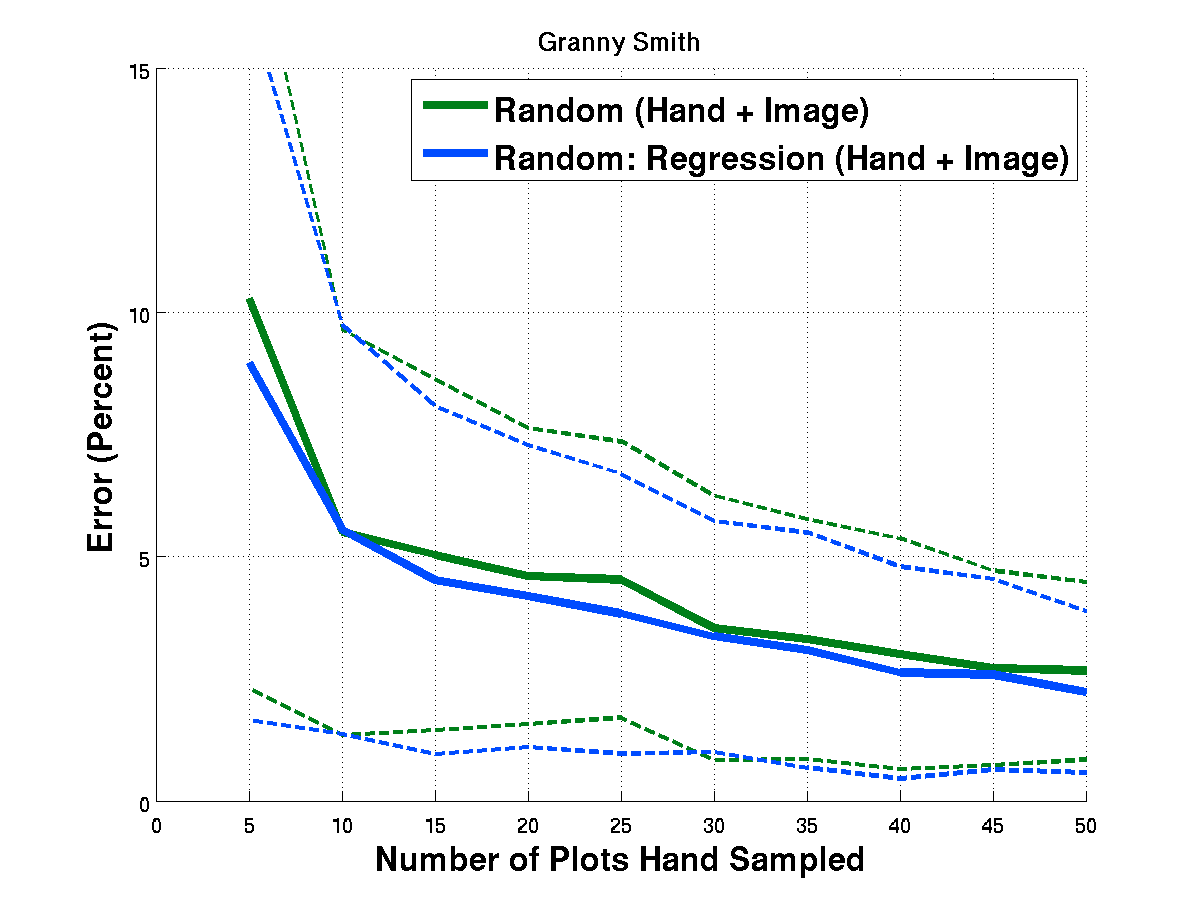 Granny Smith
Random (Hand + Image)
Random: Regression (Hand + Image)
15
10
5
0
Error (Percent)
0 5 10 15 20 25 30 35 40 45 50
Number of Plots Hand Sampled